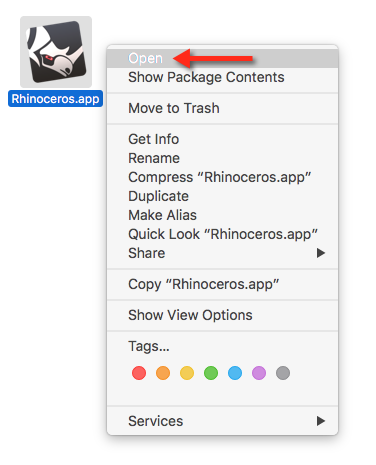 Rhinoceros.app
Open
Show Package Contents
Move to Trash
Get Info
Rename
Compress “Rhinoceros.app”
Duplicate
Make Alias
Quick Look “Rhinoceros.app”
Share
Copy “Rhinoceros.app”
Show View Options
Tags...
Services